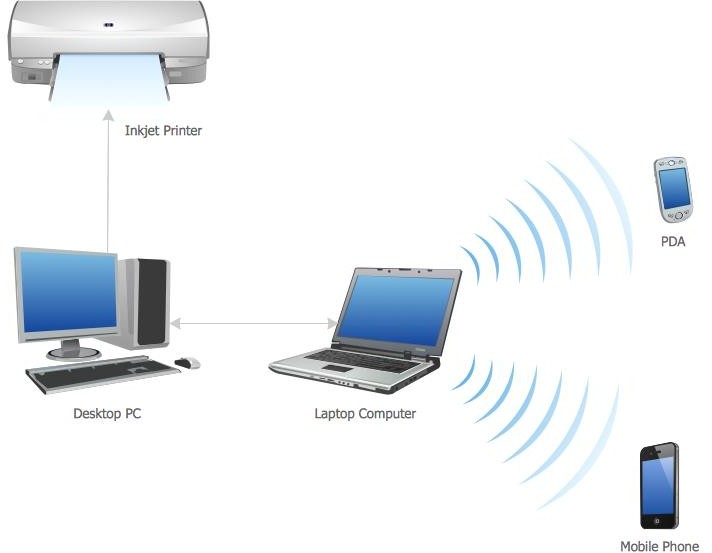 Inkjet Printer
PDA
Desktop PC
Laptop Computer
Mobile Phone